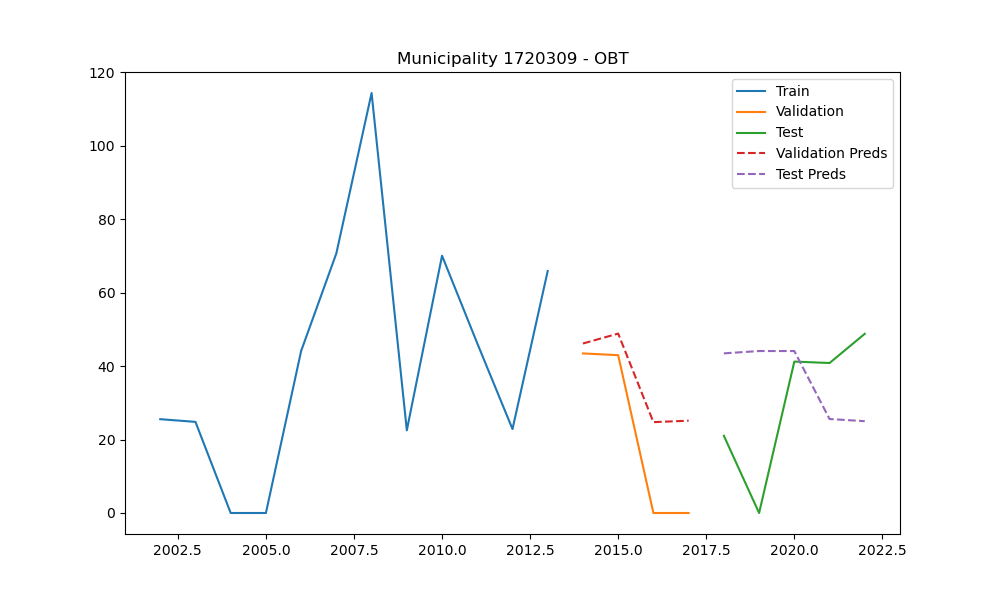 Municipality 1720309 - OBT
120
100
80
60
40
20
0
2002.5 2005.0 2007.5 2010.0 2012.5 2015.0 2017.5 2020.0 2022.5
Train
Validation
Test
Validation Preds
Test Preds